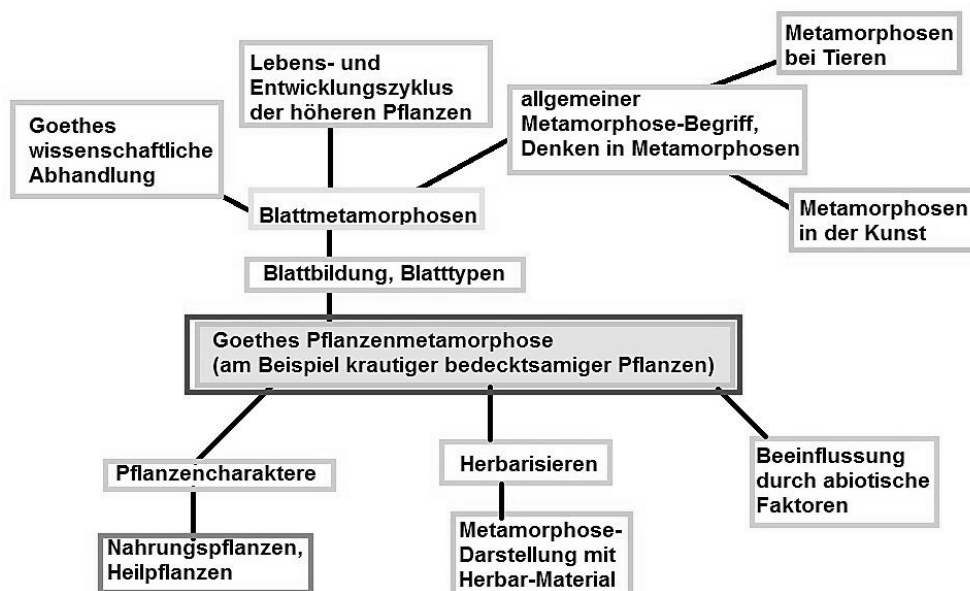 Metamorphosen
bei Tieren
Lebens- und
Entwicklungszyklus
der höheren Pflanzen
allgemeiner
Metamorphose-Begriff,
Denken in Metamorphosen
Goethes
wissenschaftliche
Abhandlung
Metamorphosen
in der Kunst
Blattmetamorphosen
Blattbildung, Blatttypen
Goethes Pflanzenmetamorphose
(am Beispiel krautiger bedecktsamiger Pflanzen)
Pflanzencharaktere
Herbarisieren
Beeinflussung
durch abiotische
Faktoren
Nahrungspflanzen,
Heilpflanzen
Metamorphose-
Darstellung mit
Herbar-Material